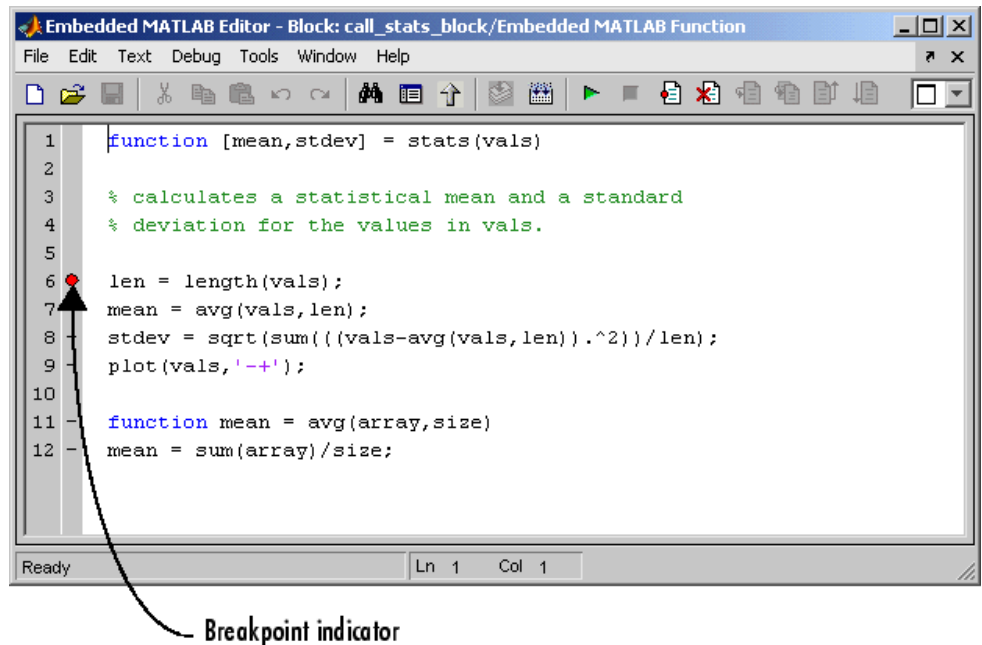 Embedded MATLAB Editor - Block: call_stats_block/Embedded MATLAB Function
File Edit Text Debug Tools Window Help
1 function [mean,stdev] = stats(vals)
2
3 % calculates a statistical mean and a standard
4 % deviation for the values in vals.
5
6 len = length(vals);
7 mean = avg(vals,len);
8 - stdev = sqrt(sum(((vals-avg(vals,len)).^2))/len);
9 - plot(vals,'-+');
10
11 - function mean = avg(array,size)
12 - mean = sum(array)/size;
Ready Ln 1 Col 1
Breakpoint indicator